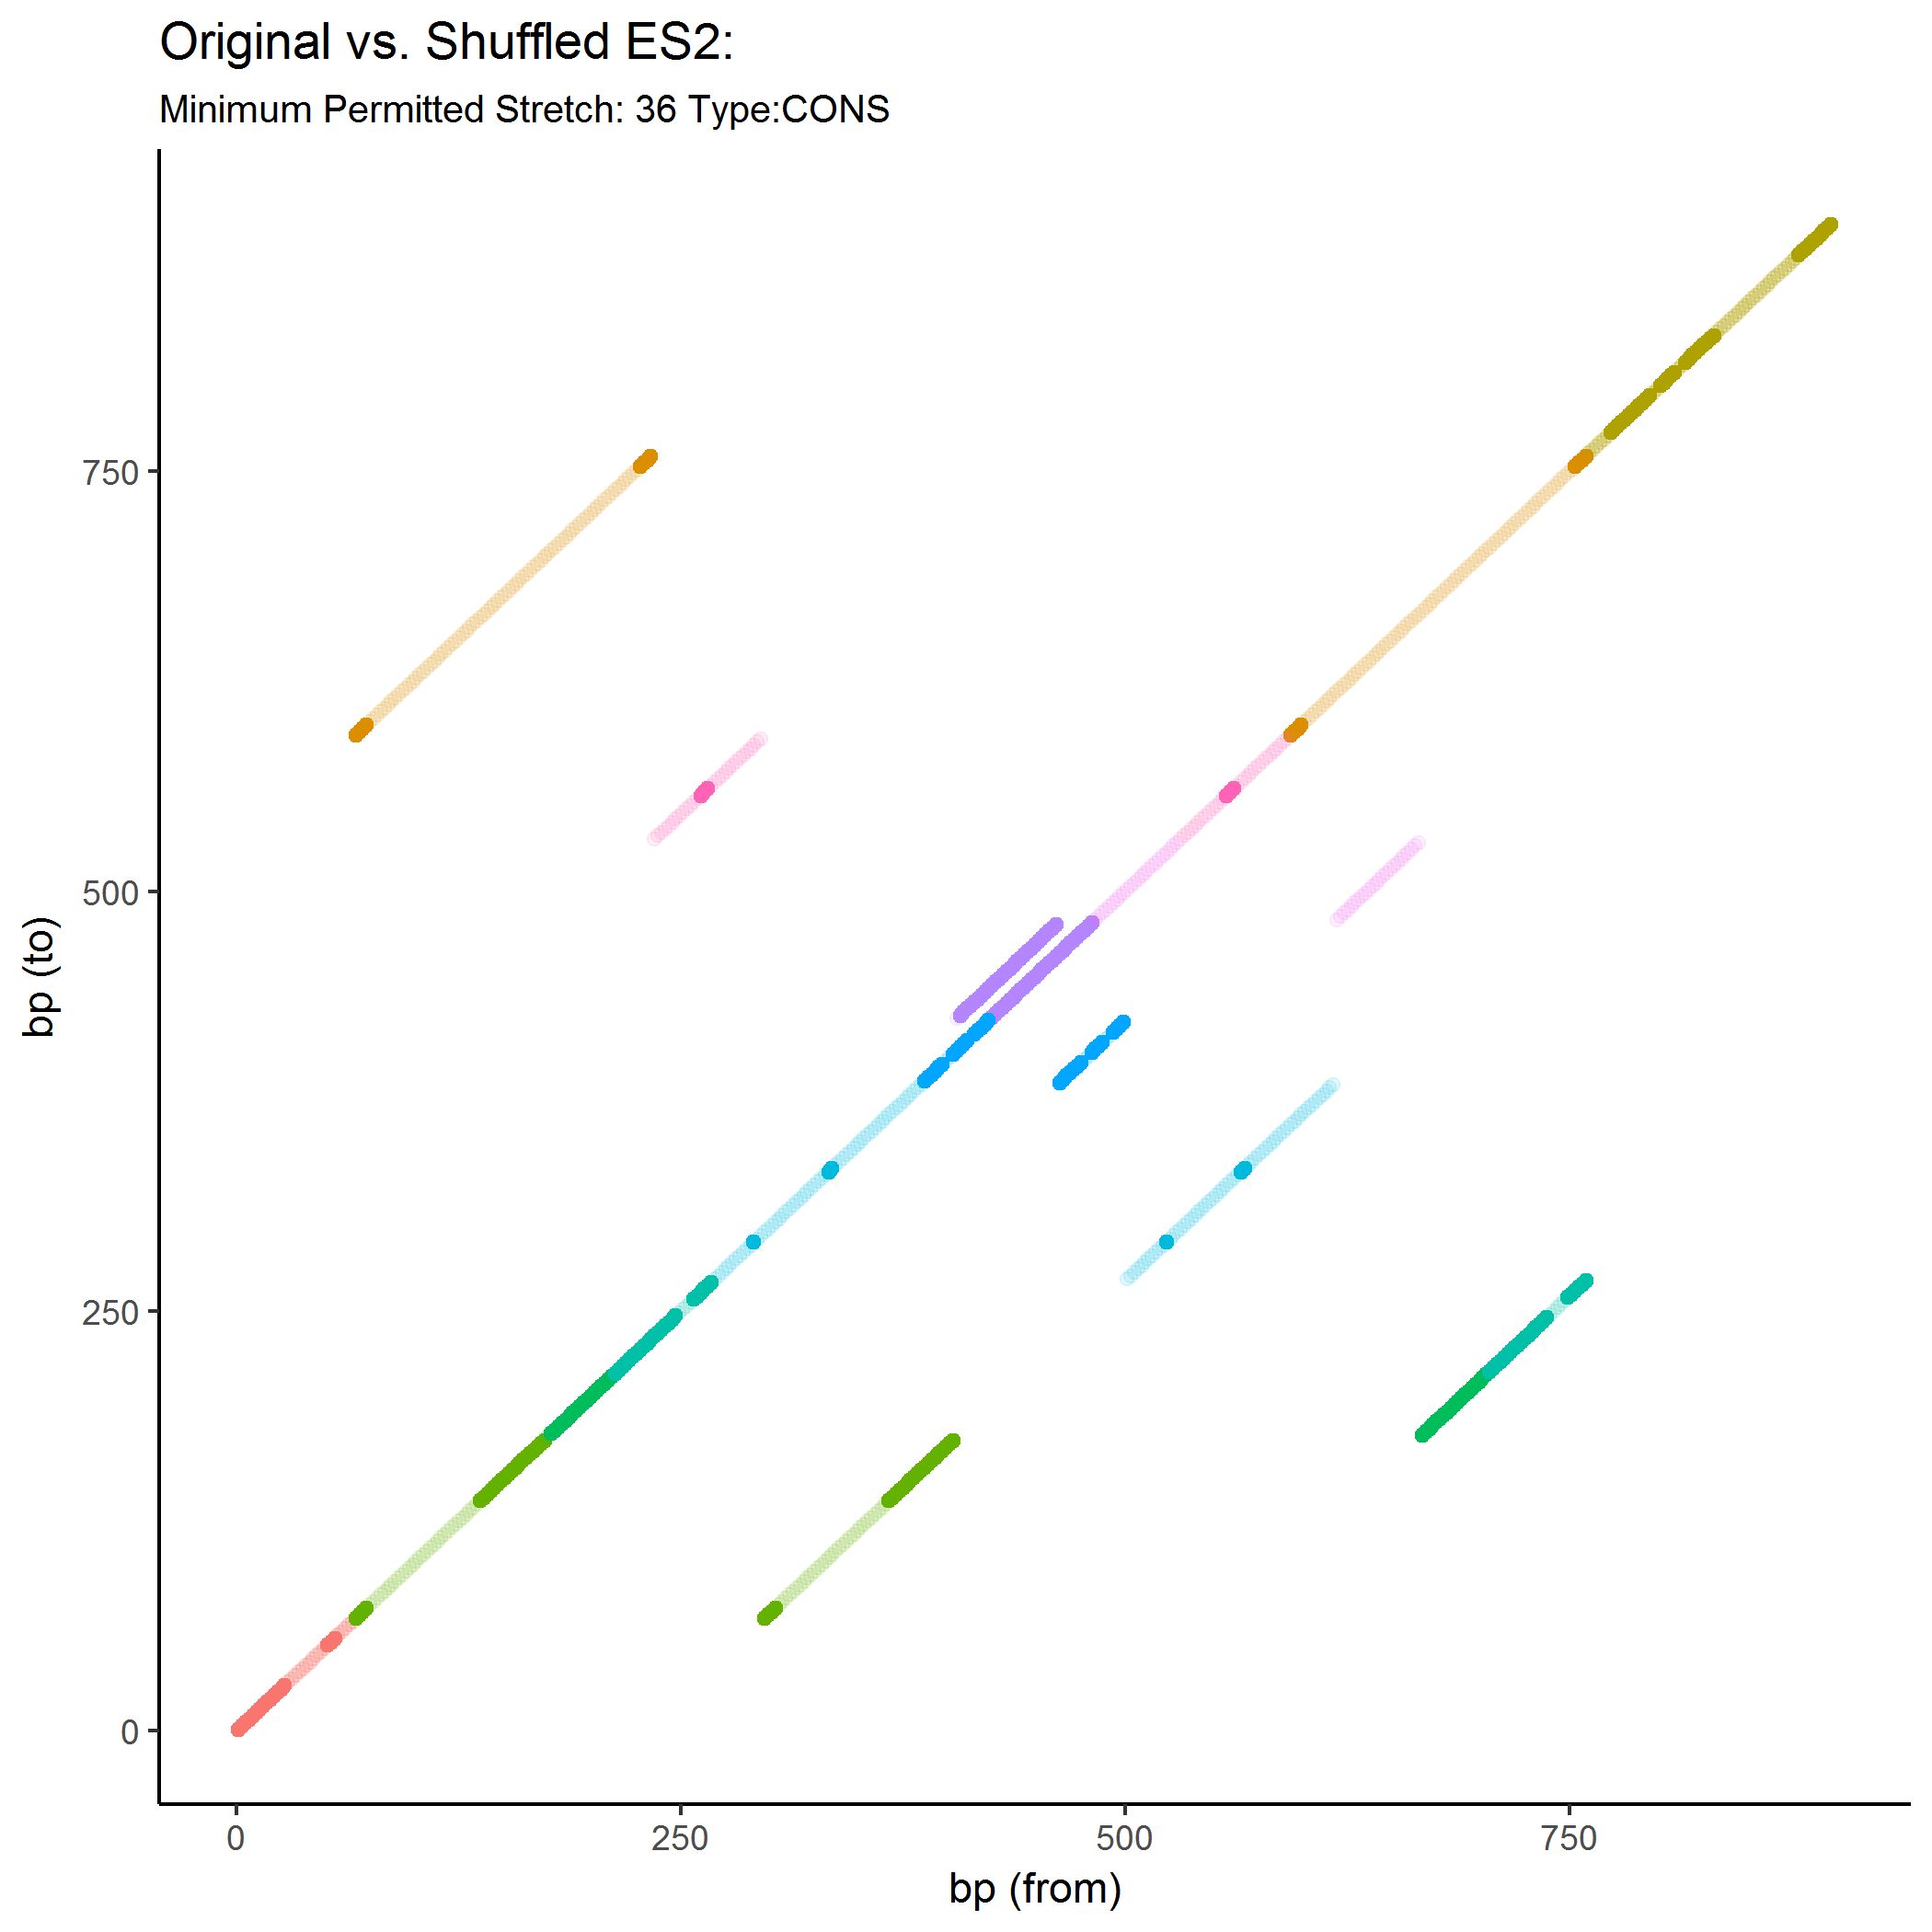 Original vs. Shuffled ES2:
Minimum Permitted Stretch: 36 Type:CONS
bp (to)
750
500
250
0
0 250 500 750
bp (from)